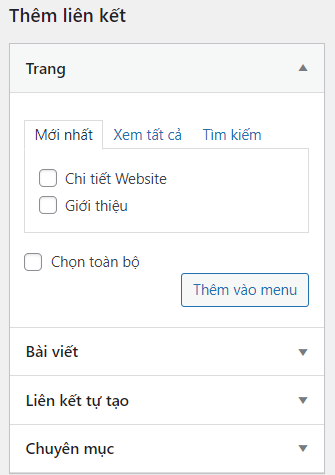 Thêm liên kết
Trang
Mới nhất Xem tất cả Tìm kiếm
Chi tiết Website
Giới thiệu
Chọn toàn bộ
Thêm vào menu
Bài viết
Liên kết tự tạo
Chuyên mục